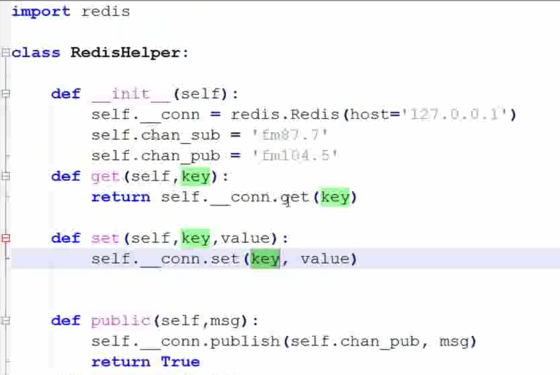 import redis
class RedisHelper:
def __init__(self):
self.__conn = redis.Redis(host='127.0.0.1')
self.chan_sub = 'fm87.7'
self.chan_pub = 'fm104.5'
def get(self,key):
return self.__conn.get(key)
def set(self,key,value):
self.__conn.set(key, value)
def public(self,msg):
self.__conn.publish(self.chan_pub, msg)
return True